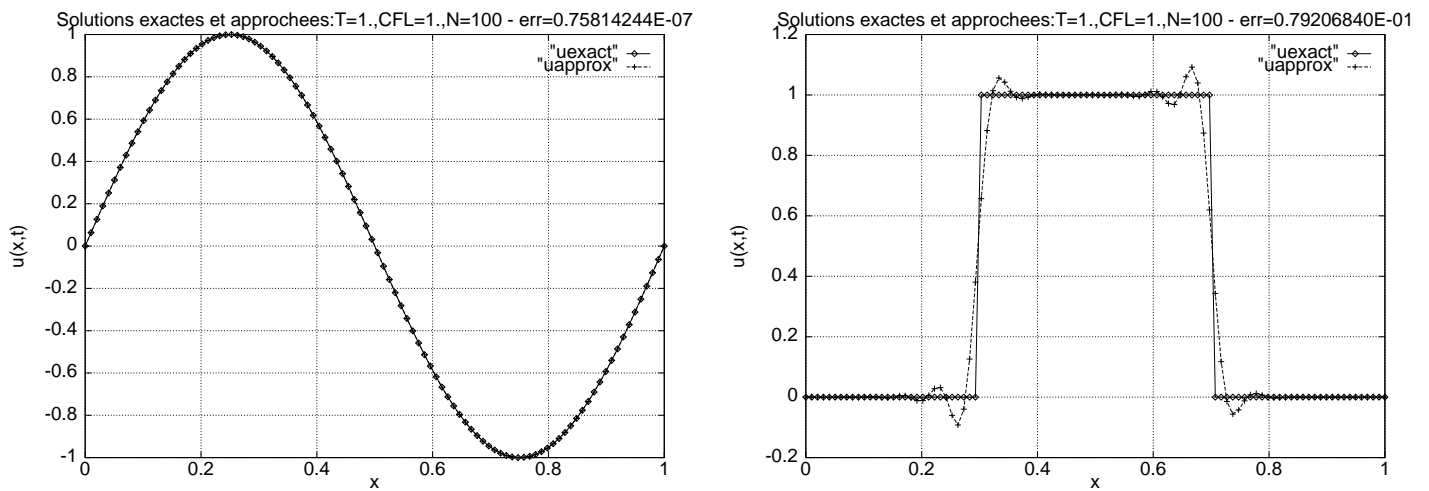 Solutions exactes et approchees:T=1.,CFL=1.,N=100 - err=0.75814244E-07
"uexact"
"uapprox"
1
0.8
0.6
0.4
0.2
0
-0.2
-0.4
-0.6
-0.8
-1
u(x,t)
0 0.2 0.4 0.6 0.8 1
x
Solutions exactes et approchees:T=1.,CFL=1.,N=100 - err=0.79206840E-01
"uexact"
"uapprox"
1.2
1
0.8
0.6
0.4
0.2
0
-0.2
u(x,t)
0 0.2 0.4 0.6 0.8 1
x